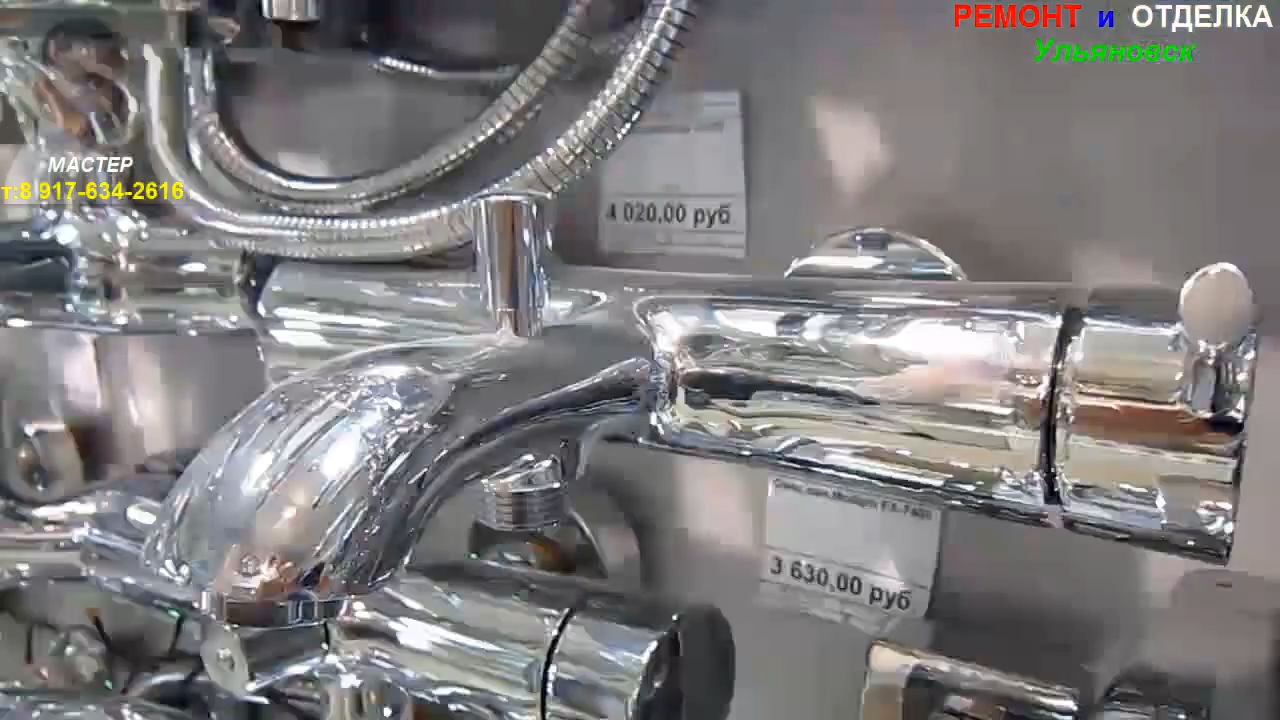 РЕМОНТ и ОТДЕЛКА
Ульяновск
МАСТЕР
т:8 917-634-2616
4 020,00 руб
3 630,00 руб